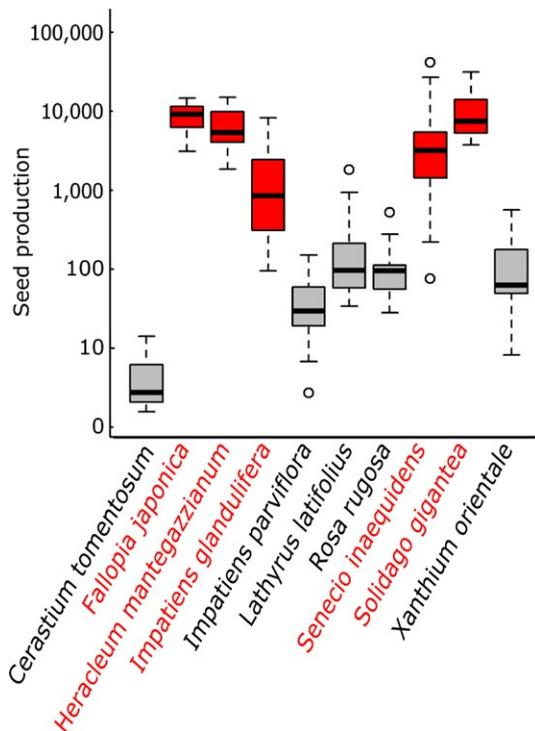 100,000
10,000
1,000
100
10
0
Seed production
Cerastium tomentosum
Fallopia japonica
Heracleum mantegazzianum
Impatiens glandulifera
Impatiens parviflora
Lathyrus latifolius
Rosa rugosa
Senecio inaequidens
Solidago gigantea
Xanthium orientale